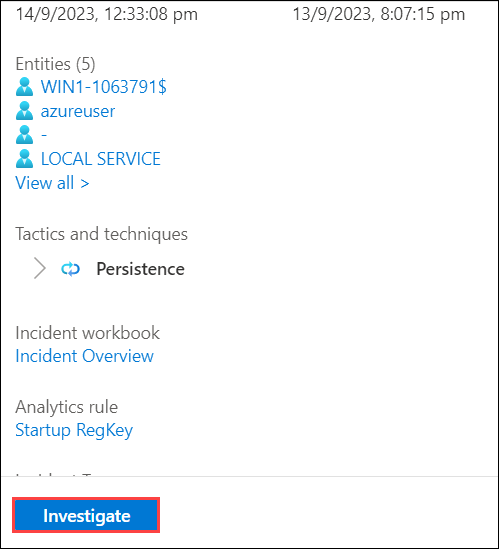 14/9/2023, 12:33:08 pm 13/9/2023, 8:07:15 pm
Entities (5)
WIN1-1063791$
azureuser
-
LOCAL SERVICE
View all >
Tactics and techniques
Persistence
Incident workbook
Incident Overview
Analytics rule
Startup RegKey
Investigate